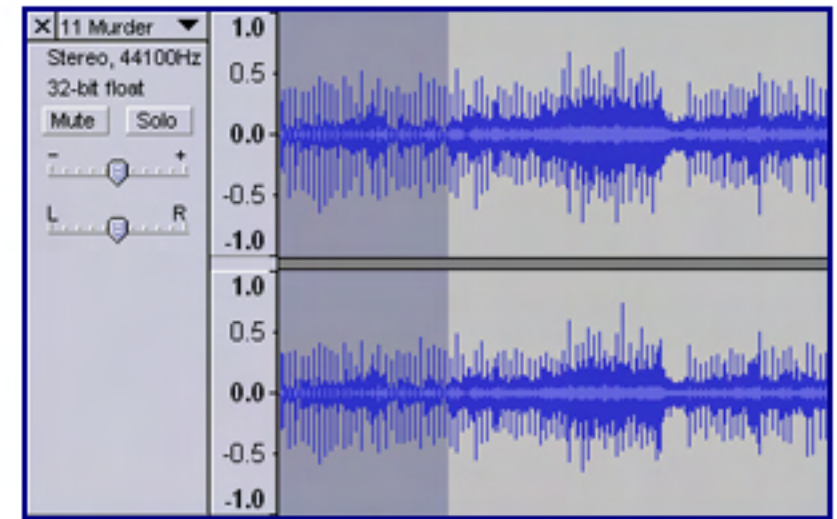 X 11 Murder
Stereo, 44100Hz
32-bit float
Mute Solo
- +
L R
1.0
0.5
0.0
-0.5
-1.0
1.0
0.5
0.0
-0.5
-1.0